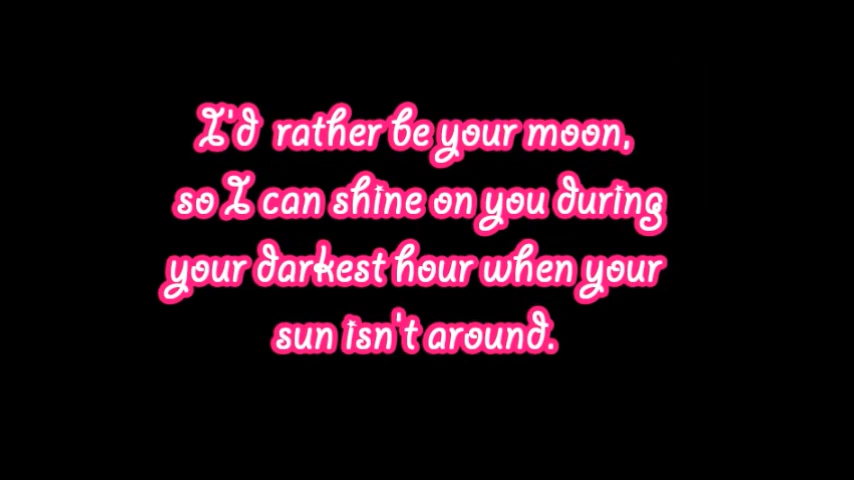 I'd rather be your moon,
so I can shine on you during
your darkest hour when your
sun isn't around.